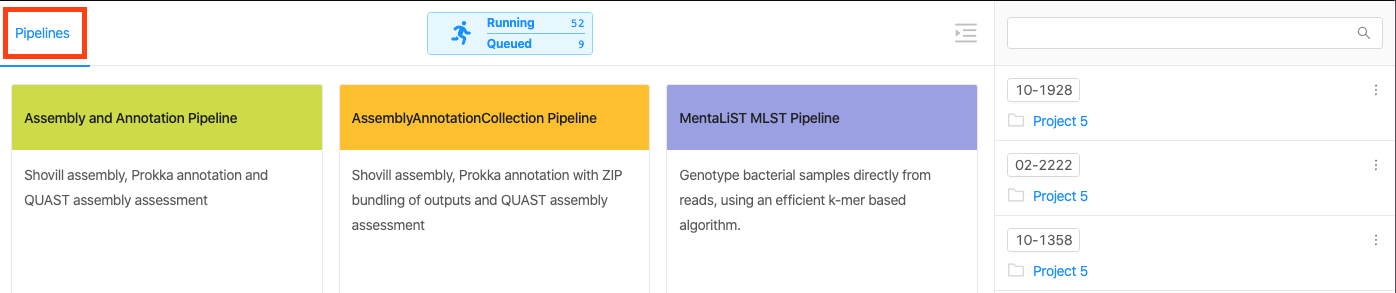 Pipelines
Running 52
Queued 9
Assembly and Annotation Pipeline
Shovill assembly, Prokka annotation and
QUAST assembly assessment
AssemblyAnnotationCollection Pipeline
Shovill assembly, Prokka annotation with ZIP
bundling of outputs and QUAST assembly
assessment
MentaLiST MLST Pipeline
Genotype bacterial samples directly from
reads, using an efficient k-mer based
algorithm.
10-1928
Project 5
02-2222
Project 5
10-1358
Project 5